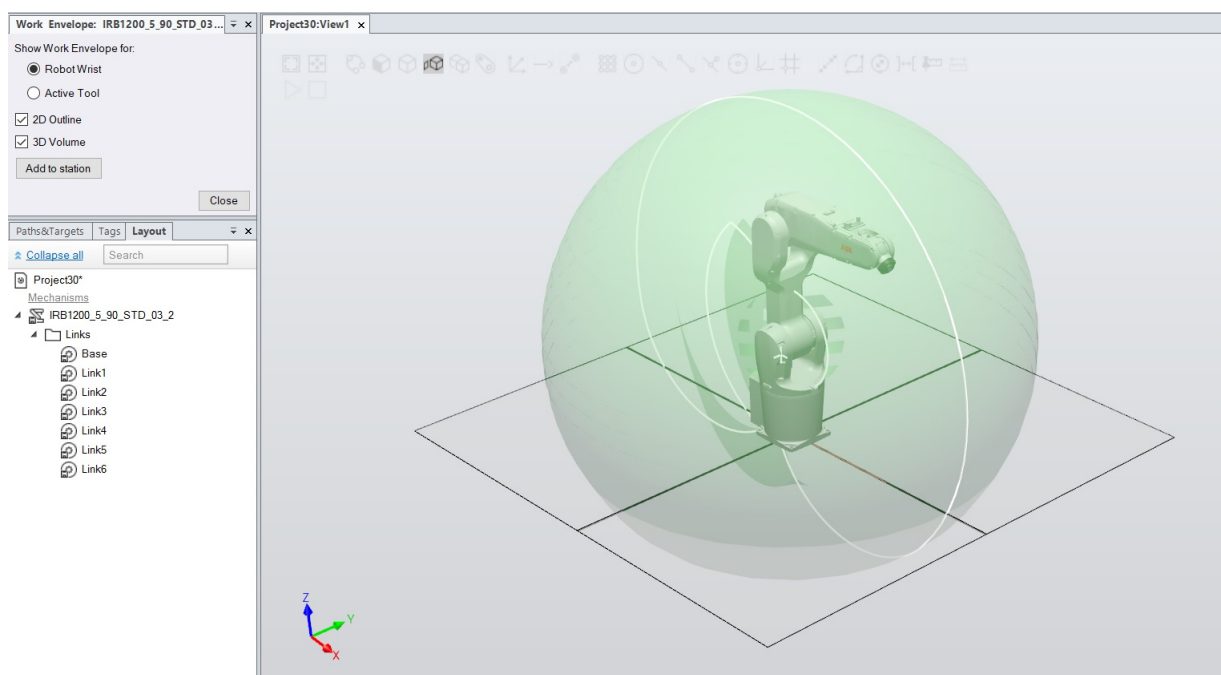 Work Envelope: IRB1200_5_90_STD_03...
Project30:View1
Show Work Envelope for:
Robot Wrist
Active Tool
2D Outline
3D Volume
Add to station
Close
Paths&Targets Tags Layout
Collapse all Search
Project30*
Mechanisms
IRB1200_5_90_STD_03_2
Links
Base
Link1
Link2
Link3
Link4
Link5
Link6
ABB
Z
Y
X